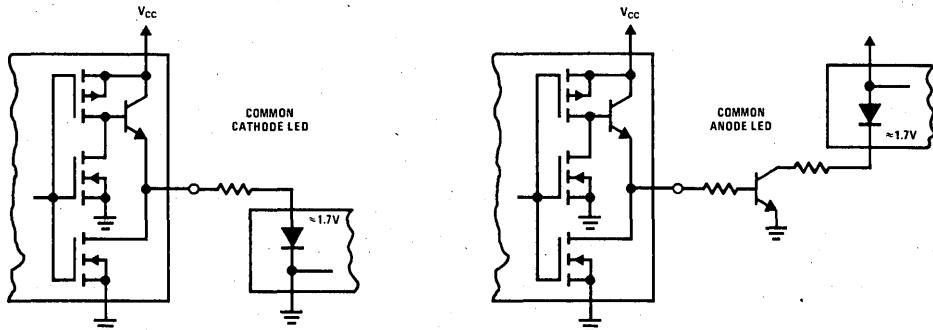 VCC
COMMON
CATHODE LED
≈1.7V
VCC
COMMON
ANODE LED
≈1.7V